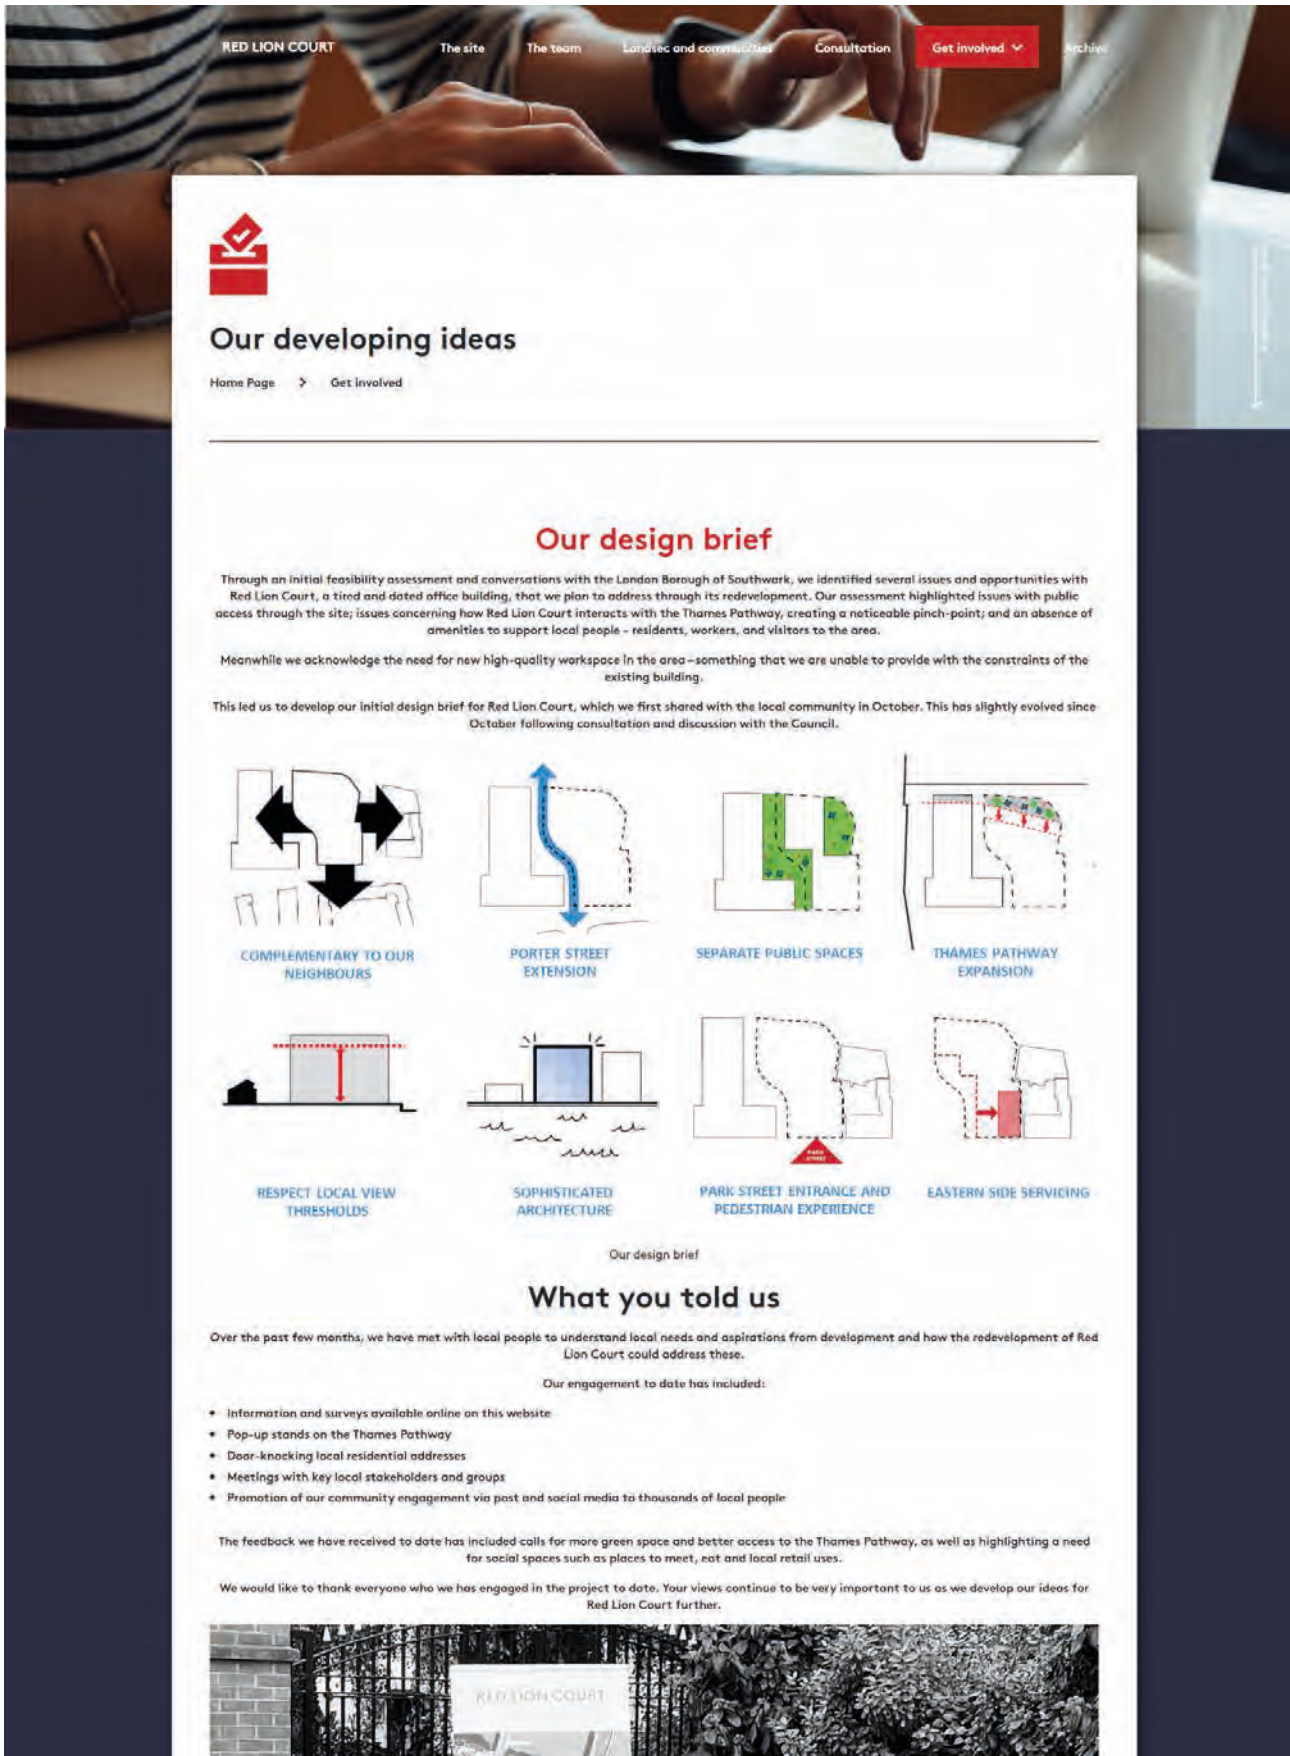 RED LION COURT
The site
The team
Landsec and communities
Consultation
Get involved
Archive
Our developing ideas
Home Page > Get involved
Our design brief
Through an initial feasibility assessment and conversations with the London Borough of Southwark, we identified several issues and opportunities with
Red Lion Court, a tired and dated office building, that we plan to address through its redevelopment. Our assessment highlighted issues with public
access through the site; issues concerning how Red Lion Court interacts with the Thames Pathway, creating a noticeable pinch-point; and an absence of
amenities to support local people - residents, workers, and visitors to the area.
Meanwhile we acknowledge the need for new high-quality workspace in the area – something that we are unable to provide with the constraints of the
existing building.
This led us to develop our initial design brief for Red Lion Court, which we first shared with the local community in October. This has slightly evolved since
October following consultation and discussion with the Council.
COMPLEMENTARY TO OUR
NEIGHBOURS
PORTER STREET
EXTENSION
SEPARATE PUBLIC SPACES
THAMES PATHWAY
EXPANSION
PARK
STREET
RESPECT LOCAL VIEW
THRESHOLDS
SOPHISTICATED
ARCHITECTURE
PARK STREET ENTRANCE AND
PEDESTRIAN EXPERIENCE
EASTERN SIDE SERVICING
Our design brief
What you told us
Over the past few months, we have met with local people to understand local needs and aspirations from development and how the redevelopment of Red
Lion Court could address these.
Our engagement to date has included:
• Information and surveys available online on this website
• Pop-up stands on the Thames Pathway
• Door-knocking local residential addresses
• Meetings with key local stakeholders and groups
• Promotion of our community engagement via post and social media to thousands of local people
The feedback we have received to date has included calls for more green space and better access to the Thames Pathway, as well as highlighting a need
for social spaces such as places to meet, eat and local retail uses.
We would like to thank everyone who we has engaged in the project to date. Your views continue to be very important to us as we develop our ideas for
Red Lion Court further.
RED LION COURT